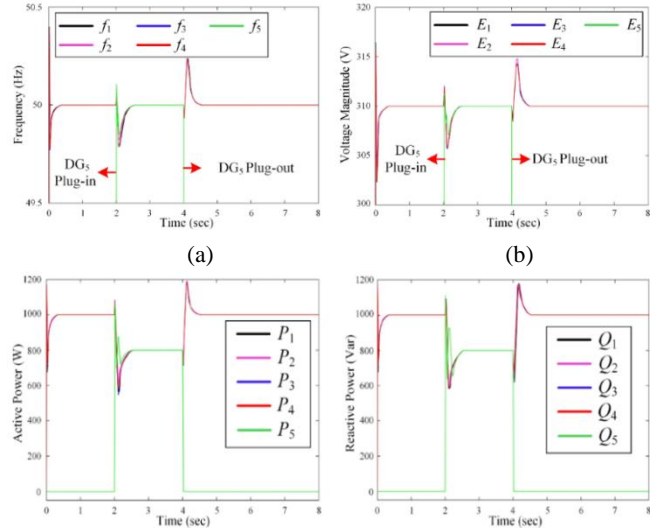 50.5
f1 f3 f5
f2 f4
Frequency (Hz)
50
DG5 Plug-in
DG5 Plug-out
49.5
0 1 2 3 4 5 6 7 8
Time (sec)
(a)
320
E1 E3 E5
E2 E4
Voltage Magnitude (V)
315
310
305
DG5 Plug-in
DG5 Plug-out
300
0 1 2 3 4 5 6 7 8
Time (sec)
(b)
1200
1000
800
600
400
200
0
Active Power (W)
P1
P2
P3
P4
P5
0 1 2 3 4 5 6 7 8
Time (sec)
1200
1000
800
600
400
200
0
Reactive Power (Var)
Q1
Q2
Q3
Q4
Q5
0 1 2 3 4 5 6 7 8
Time (sec)